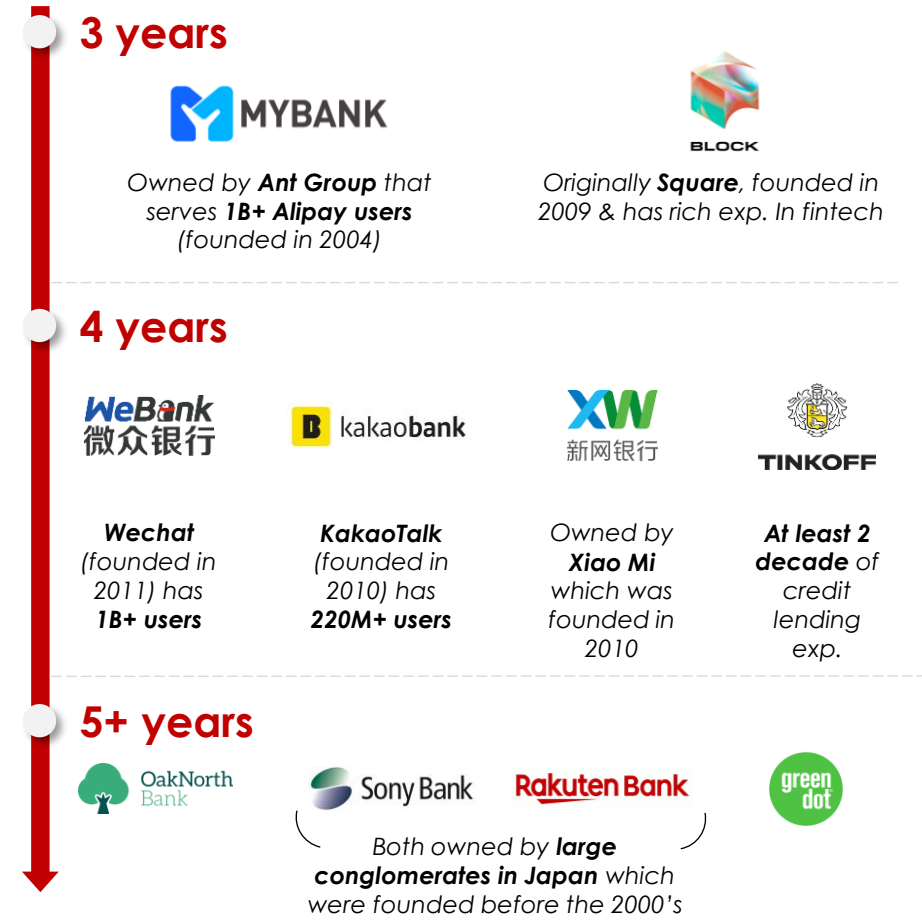 3 years
MYBANK
BLOCK
Owned by Ant Group that
serves 1B+ Alipay users
(founded in 2004)
Originally Square, founded in
2009 & has rich exp. In fintech
4 years
WeBank
微众银行
kakaobank
XW
新网银行
TINKOFF
Wechat
(founded in
2011) has
1B+ users
KakaoTalk
(founded in
2010) has
220M+ users
Owned by
Xiao Mi
which was
founded in
2010
At least 2
decade of
credit
lending
exp.
5+ years
OakNorth
Bank
Sony Bank
Rakuten Bank
green
dot
Both owned by large
conglomerates in Japan which
were founded before the 2000's